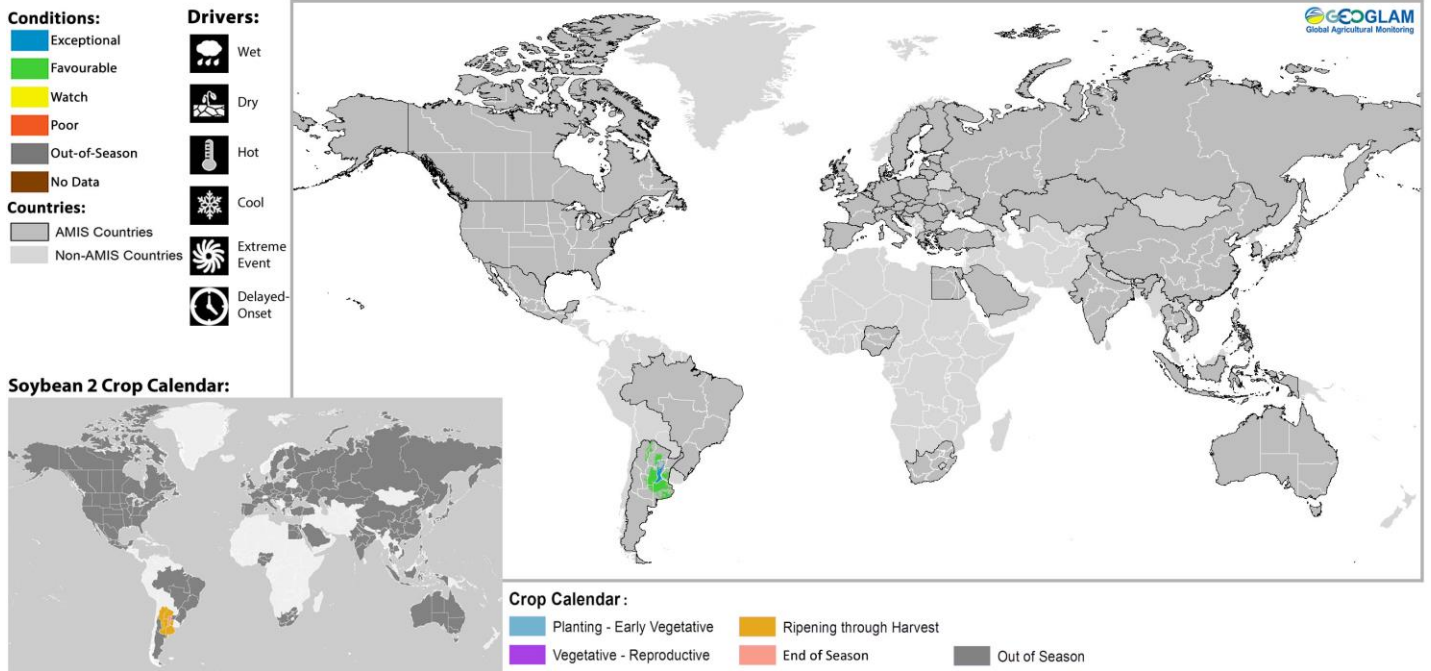 Conditions:
Exceptional
Favourable
Watch
Poor
Out-of-Season
No Data
Countries:
AMIS Countries
Non-AMIS Countries
Drivers:
Wet
Dry
Hot
Cool
Extreme
Event
Delayed-
Onset
GEOGLAM
Global Agricultural Monitoring
Soybean 2 Crop Calendar:
Crop Calendar :
Planting - Early Vegetative
Vegetative - Reproductive
Ripening through Harvest
End of Season
Out of Season